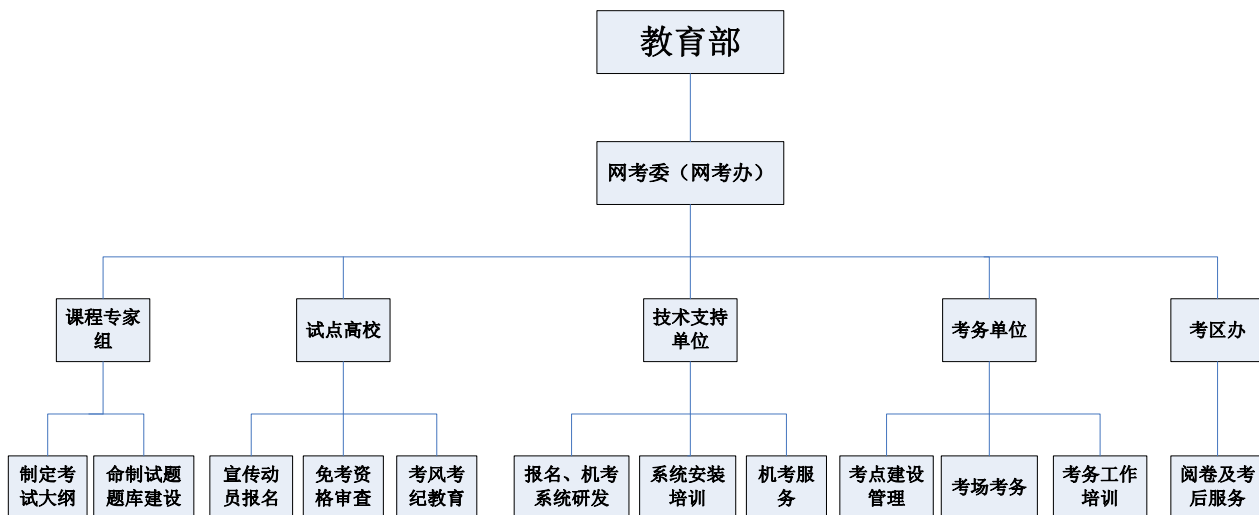 教育部
网考委（网考办）
课程专家
组
试点高校
技术支持
单位
考务单位
考区办
制定考
试大纲
命制试题
题库建设
宣传动
员报名
免考资
格审查
考风考
纪教育
报名、机考
系统研发
系统安装
培训
机考服
务
考点建设
管理
考场考务
考务工作
培训
阅卷及考
后服务